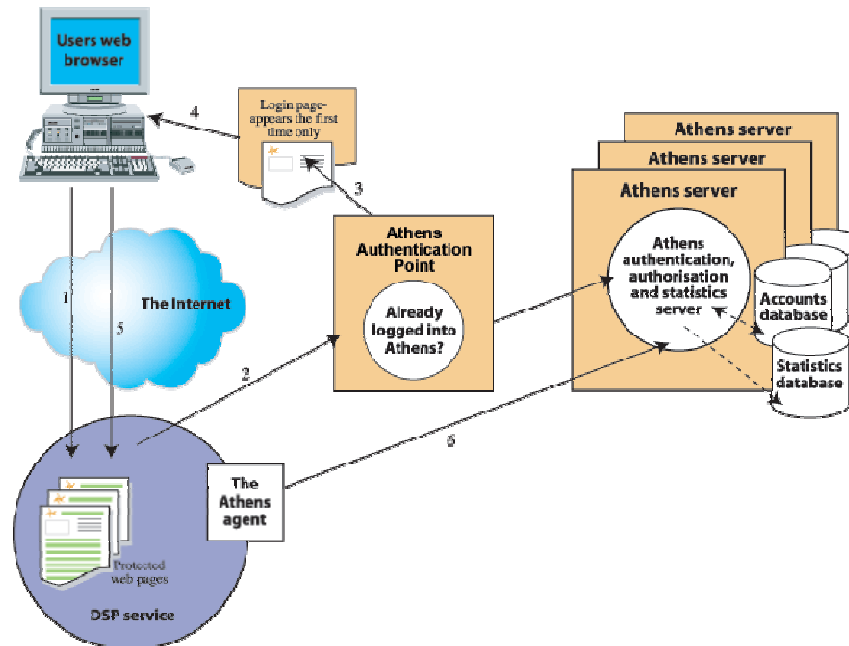 Users web
browser
4
Login page-
appears the first
time only
3
Athens server
Athens server
Athens server
Athens
authentication,
authorisation
and statistics
server
Accounts
database
Statistics
database
Athens
Authentication
Point
Already
logged into
Athens?
The Internet
1
5
2
6
The
Athens
agent
Protected
web pages
DSP service